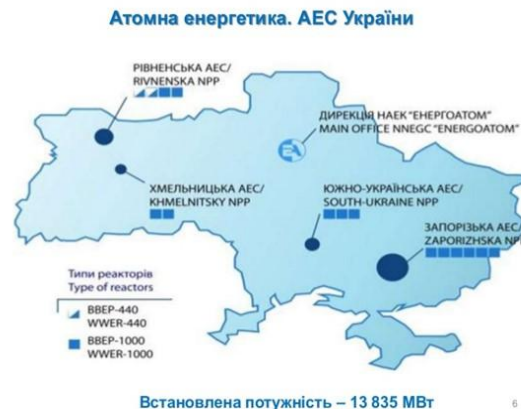 Атомна енергетика. АЕС України
РІВНЕНСЬКА АЕС/
RIVNENSKA NPP
ДИРЕКЦІЯ НАЕК "ЕНЕРГОАТОМ"
MAIN OFFICE NNEGC "ENERGOATOM"
ХМЕЛЬНИЦЬКА АЕС/
KHMELNITSKY NPP
ЮЖНО-УКРАЇНСЬКА АЕС/
SOUTH-UKRAINE NPP
ЗАПОРІЗЬКА АЕС/
ZAPORIZHSKA NP
Типи реакторів
Type of reactors
ВВЕР-440
WWER-440
ВВЕР-1000
WWER-1000
Встановлена потужність – 13 835 МВт
6